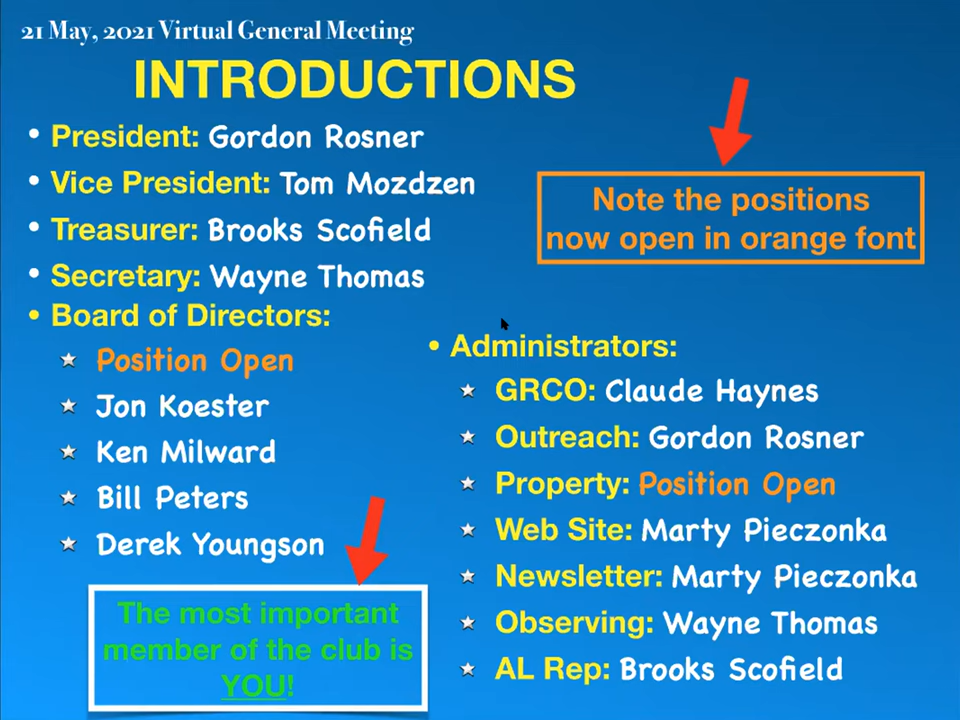 21 May, 2021 Virtual General Meeting
INTRODUCTIONS
• President: Gordon Rosner
• Vice President: Tom Mozdzen
• Treasurer: Brooks Scofield
• Secretary: Wayne Thomas
• Board of Directors:
★ Position Open
★ Jon Koester
★ Ken Milward
★ Bill Peters
★ Derek Youngson
The most important
member of the club is
YOU!
Note the positions
now open in orange font
• Administrators:
★ GRCO: Claude Haynes
★ Outreach: Gordon Rosner
★ Property: Position Open
★ Web Site: Marty Pieczonka
★ Newsletter: Marty Pieczonka
★ Observing: Wayne Thomas
★ AL Rep: Brooks Scofield